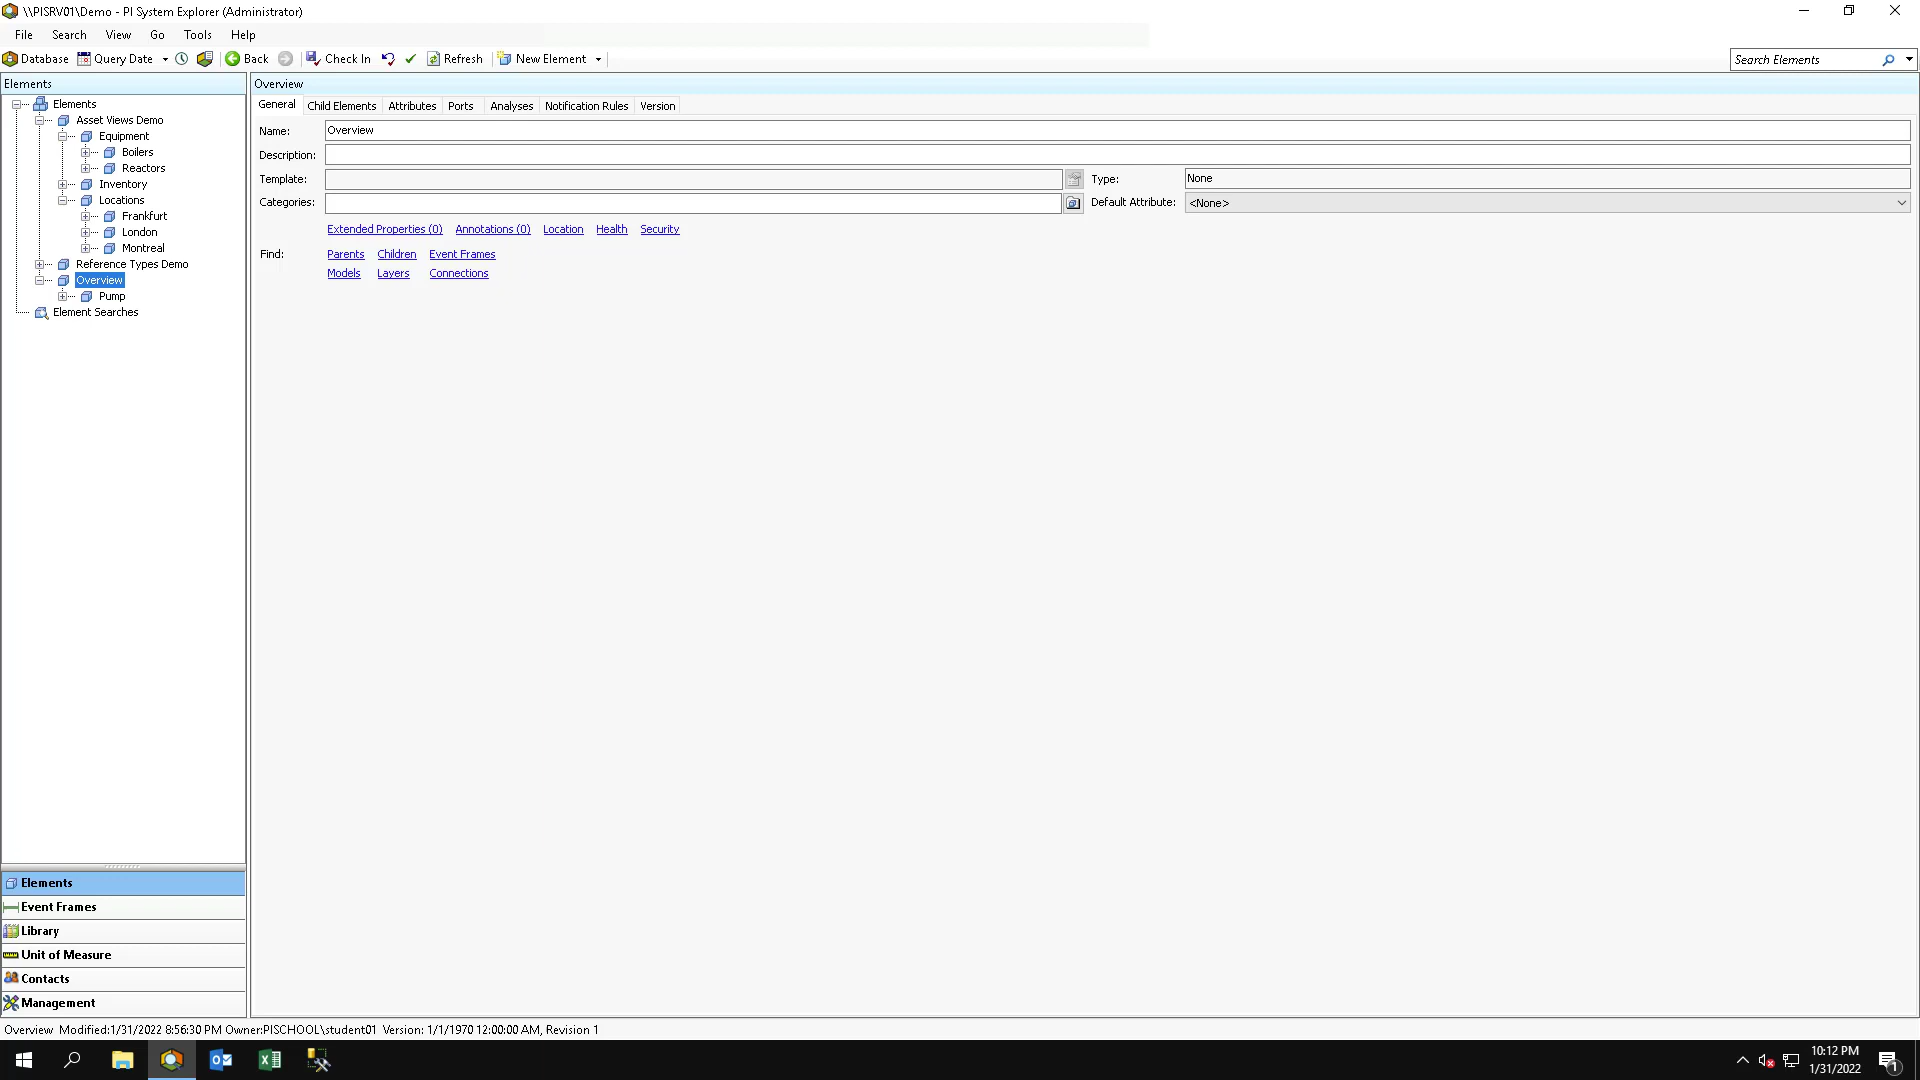 \\PISRV01\Demo - PI System Explorer (Administrator)
File Search View Go Tools Help
Database Query Date Back Check In Refresh New Element
Search Elements
Elements
Elements
Asset Views Demo
Equipment
Boilers
Reactors
Inventory
Locations
Frankfurt
London
Montreal
Reference Types Demo
Overview
Pump
Element Searches
Elements
Event Frames
Library
Unit of Measure
Contacts
Management
Overview
General Child Elements Attributes Ports Analyses Notification Rules Version
Name: Overview
Description:
Template: Type: None
Categories: Default Attribute: <None>
Extended Properties (0) Annotations (0) Location Health Security
Find: Parents Children Event Frames
Models Layers Connections
Overview Modified:1/31/2022 8:56:30 PM Owner:PISCHOOL\student01 Version: 1/1/1970 12:00:00 AM, Revision 1
10:12 PM
1/31/2022
1